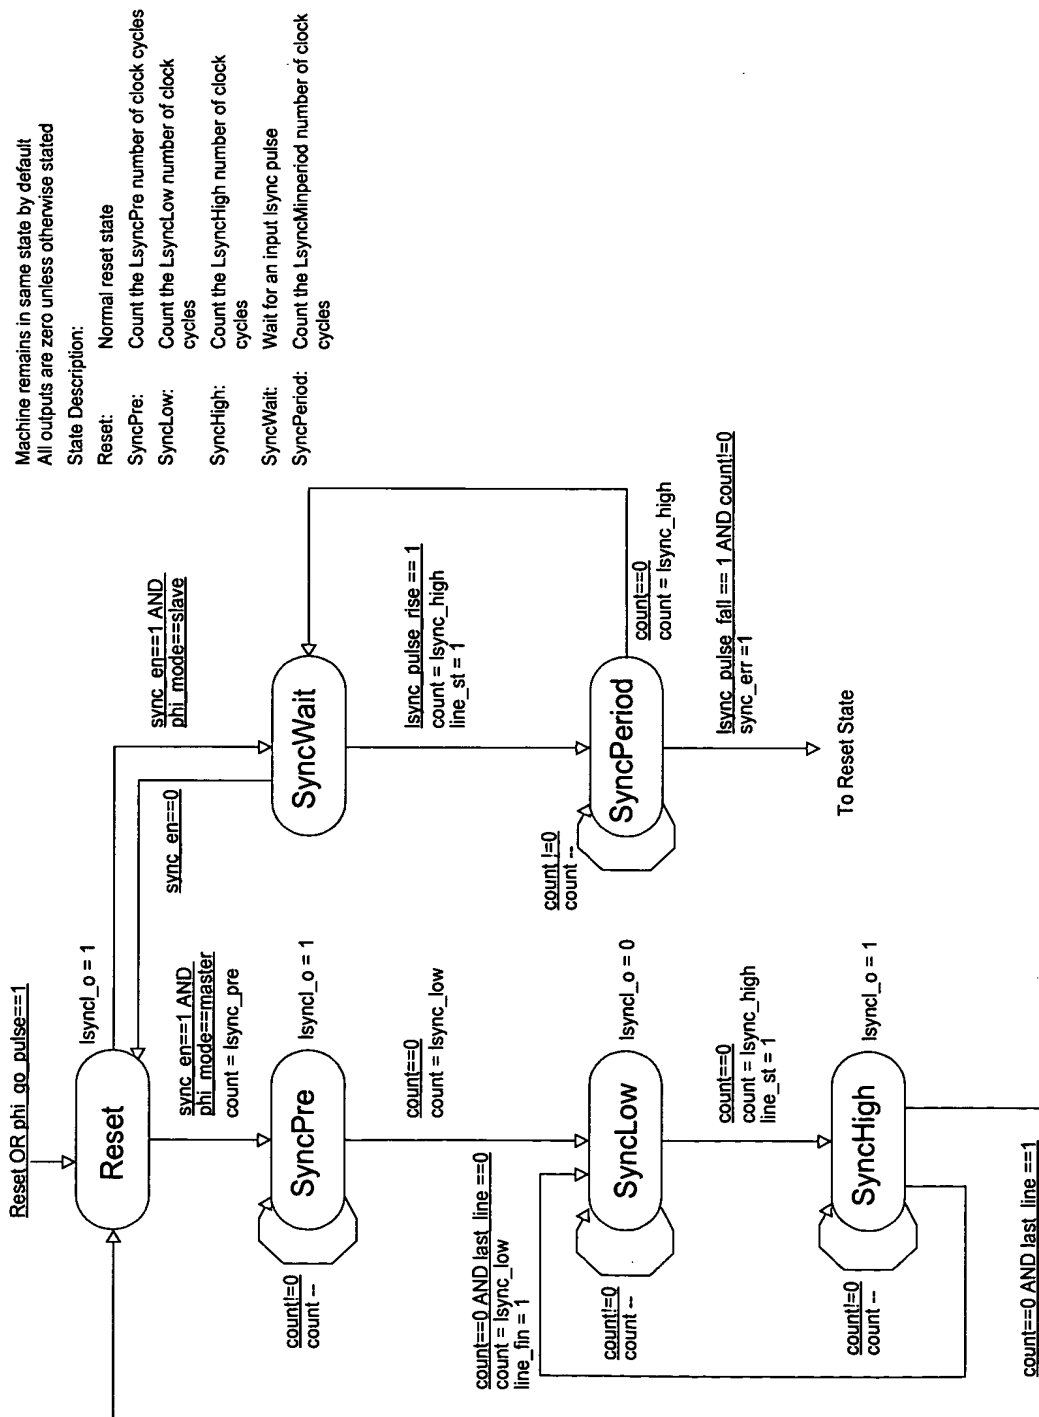 Machine remains in same state by default
All outputs are zero unless otherwise stated
State Description:
Reset: Normal reset state
SyncPre: Count the LsyncPre number of clock cycles
SyncLow: Count the LsyncLow number of clock
cycles
SyncHigh: Count the LsyncHigh number of clock
cycles
SyncWait: Wait for an input lsync pulse
SyncPeriod: Count the LsyncMinperiod number of clock
cycles
Reset OR phi_go_pulse==1
Reset
lsyncl_o = 1
sync_en==1 AND
phi_mode==slave
sync_en==0
sync_en==1 AND
phi_mode==master
count = lsync_pre
SyncWait
SyncPre
lsyncl_o = 1
count!=0
count --
lsync_pulse_rise == 1
count = lsync_high
line_st = 1
count==0
count = lsync_low
count==0 AND last_line ==0
count = lsync_low
line_fin = 1
SyncPeriod
count !=0
count --
count==0
count = lsync_high
lsync_pulse_fall == 1 AND count!=0
sync_err =1
To Reset State
SyncLow
lsyncl_o = 0
count!=0
count --
count==0
count = lsync_high
line_st = 1
SyncHigh
lsyncl_o = 1
count!=0
count --
count==0 AND last_line ==1